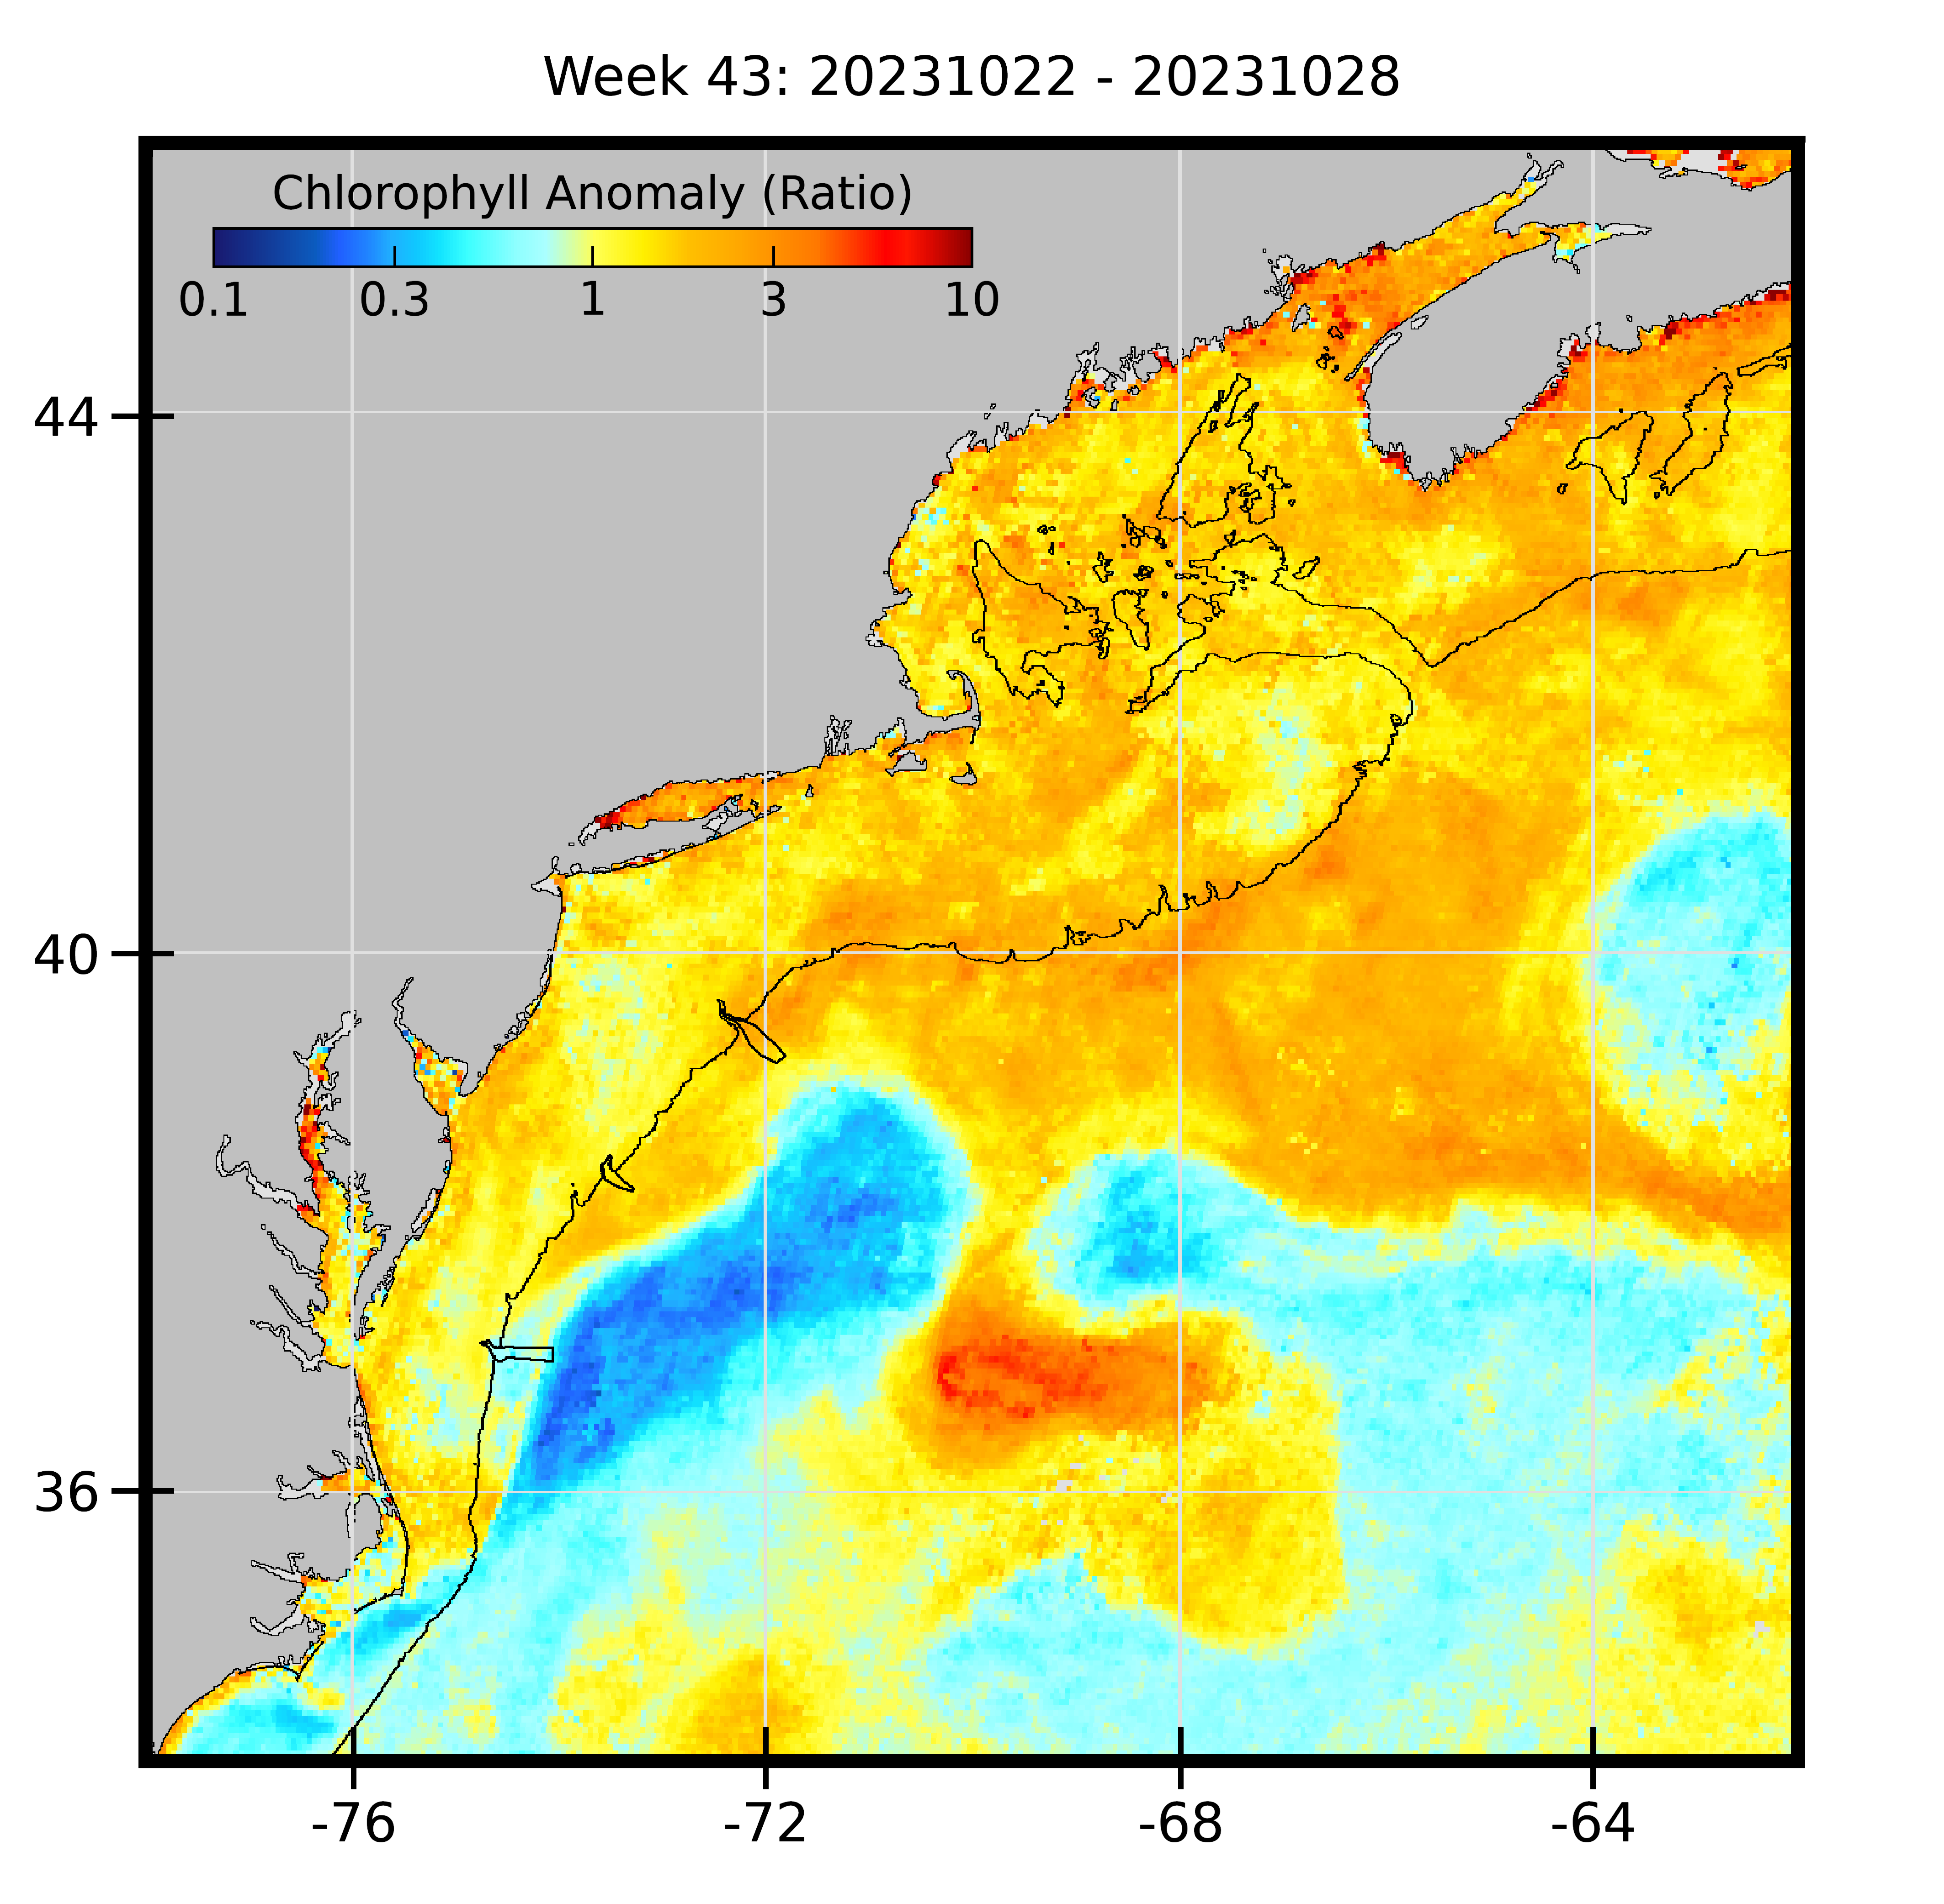 Week 43: 20231022 - 20231028
Chlorophyll Anomaly (Ratio)
0.1 0.3 1 3 10
44
40
36
-76 -72 -68 -64